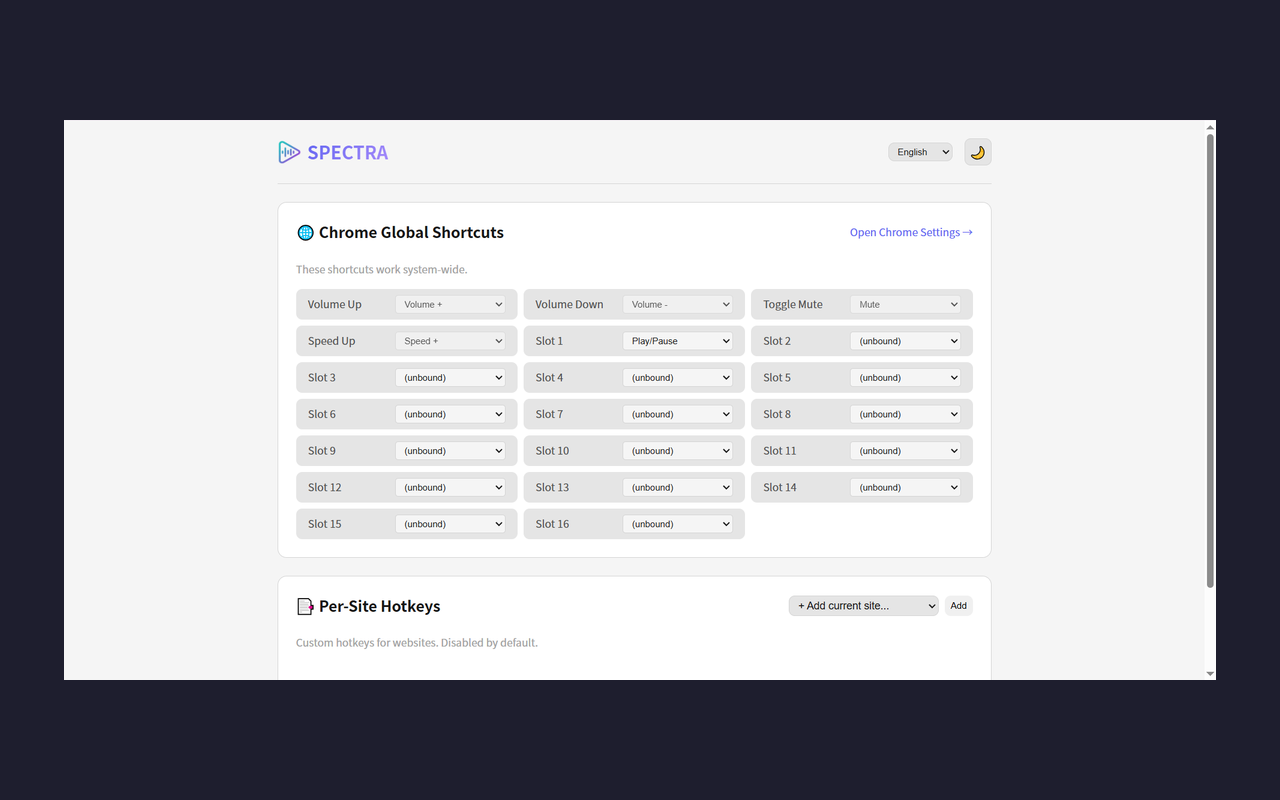 SPECTRA
English
Chrome Global Shortcuts
Open Chrome Settings →
These shortcuts work system-wide.
Volume Up Volume + Volume Down Volume - Toggle Mute Mute
Speed Up Speed + Slot 1 Play/Pause Slot 2 (unbound)
Slot 3 (unbound) Slot 4 (unbound) Slot 5 (unbound)
Slot 6 (unbound) Slot 7 (unbound) Slot 8 (unbound)
Slot 9 (unbound) Slot 10 (unbound) Slot 11 (unbound)
Slot 12 (unbound) Slot 13 (unbound) Slot 14 (unbound)
Slot 15 (unbound) Slot 16 (unbound)
Per-Site Hotkeys
+ Add current site... Add
Custom hotkeys for websites. Disabled by default.